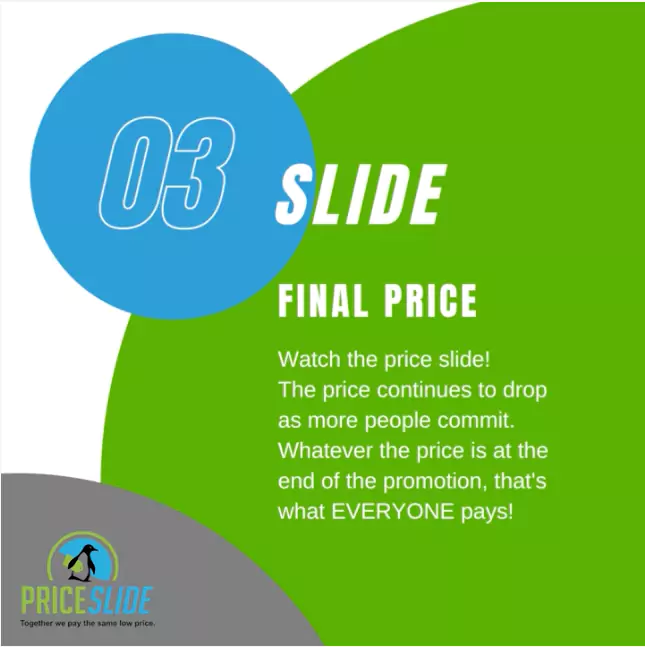 03
SLIDE
FINAL PRICE
Watch the price slide!
The price continues to drop
as more people commit.
Whatever the price is at the
end of the promotion, that's
what EVERYONE pays!
PRICESLIDE
Together we pay the same low price.